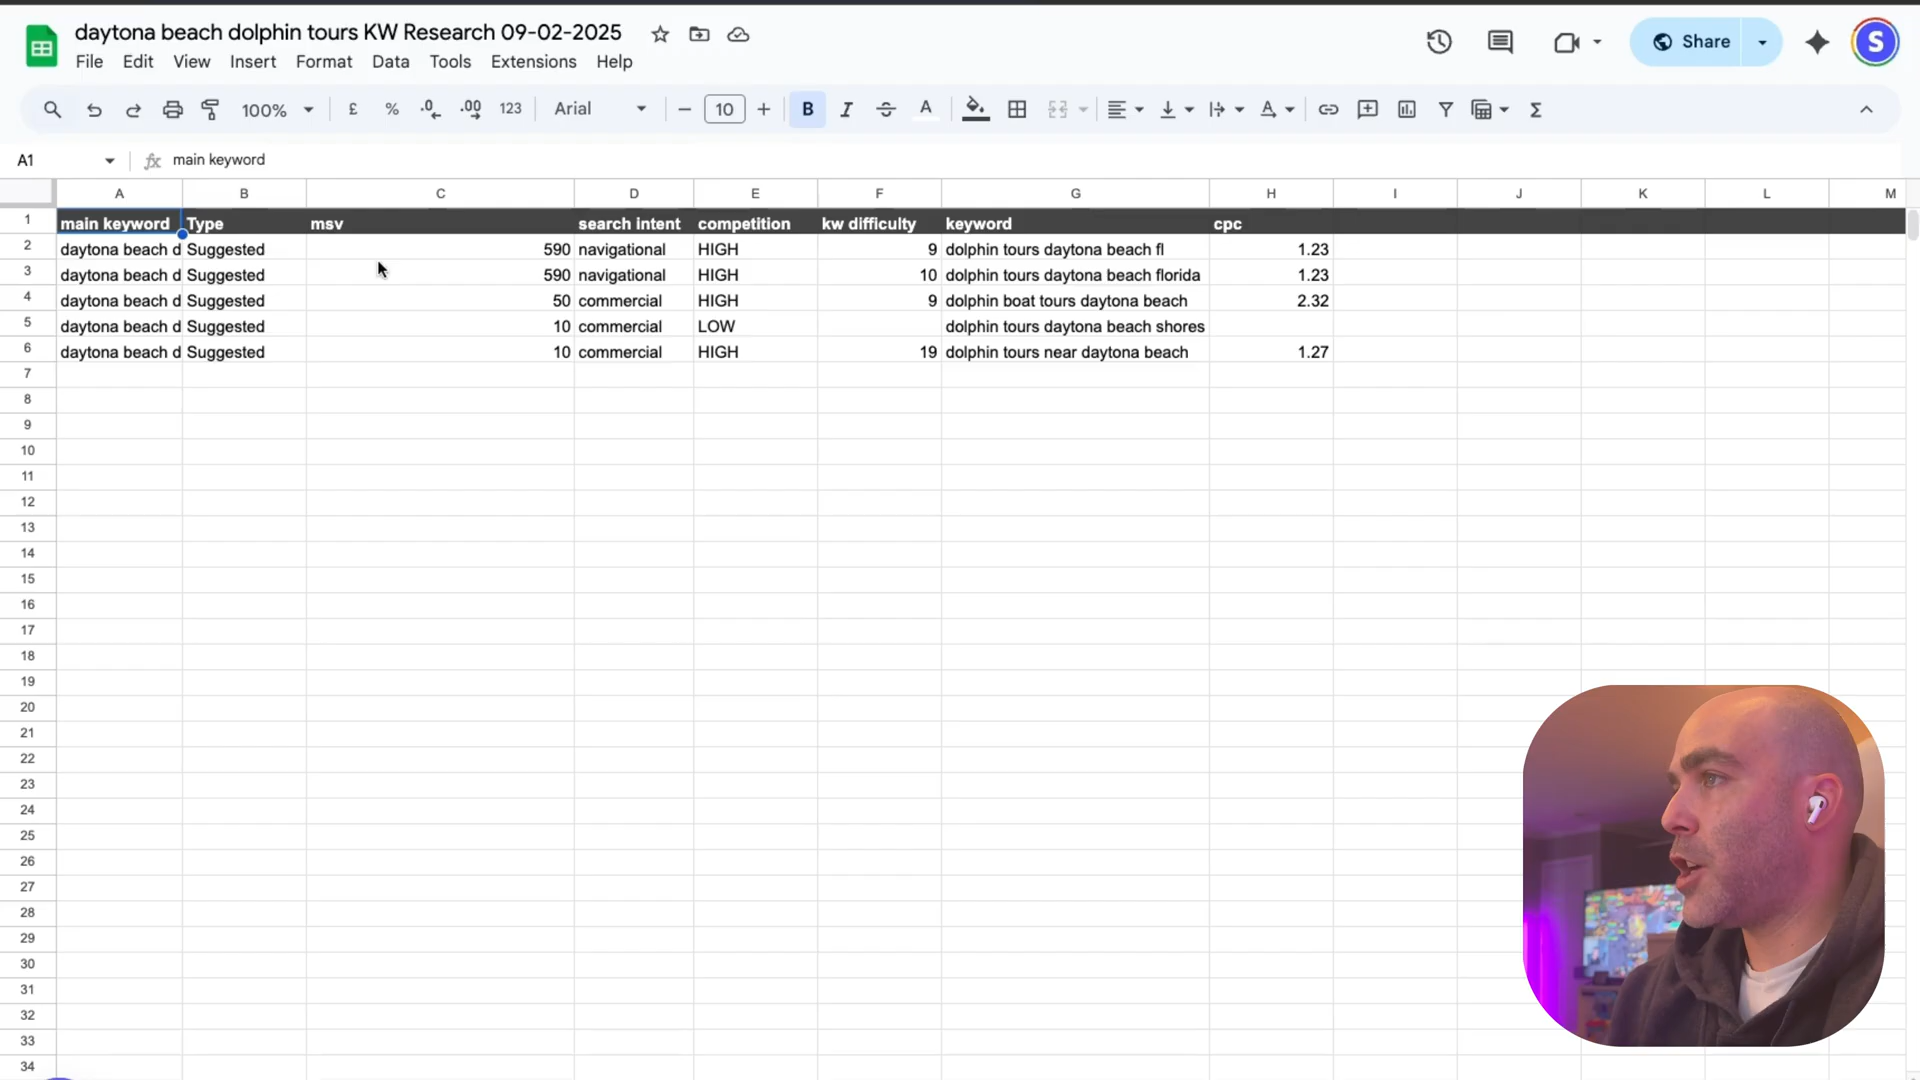 daytona beach dolphin tours KW Research 09-02-2025
File Edit View Insert Format Data Tools Extensions Help
Share
S
100% £ % .0 .00 123 Arial 10 B I S A Σ
A1 fx main keyword
A B C D E F G H I J K L M
1 main keyword Type msv search intent competition kw difficulty keyword cpc
2 daytona beach d Suggested 590 navigational HIGH 9 dolphin tours daytona beach fl 1.23
3 daytona beach d Suggested 590 navigational HIGH 10 dolphin tours daytona beach florida 1.23
4 daytona beach d Suggested 50 commercial HIGH 9 dolphin boat tours daytona beach 2.32
5 daytona beach d Suggested 10 commercial LOW dolphin tours daytona beach shores
6 daytona beach d Suggested 10 commercial HIGH 19 dolphin tours near daytona beach 1.27
7
8
9
10
11
12
13
14
15
16
17
18
19
20
21
22
23
24
25
26
27
28
29
30
31
32
33
34